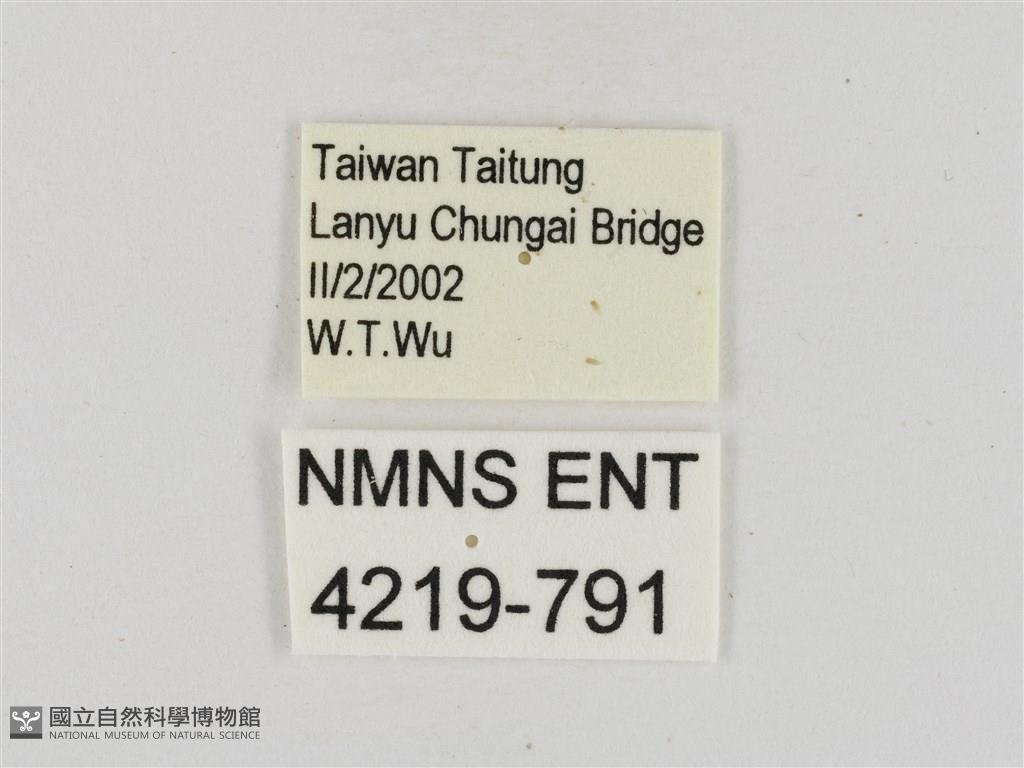 Taiwan Taitung
Lanyu Chungai Bridge
II/2/2002
W.T.Wu
NMNS ENT
4219-791
國立自然科學博物館
NATIONAL MUSEUM OF NATURAL SCIENCE